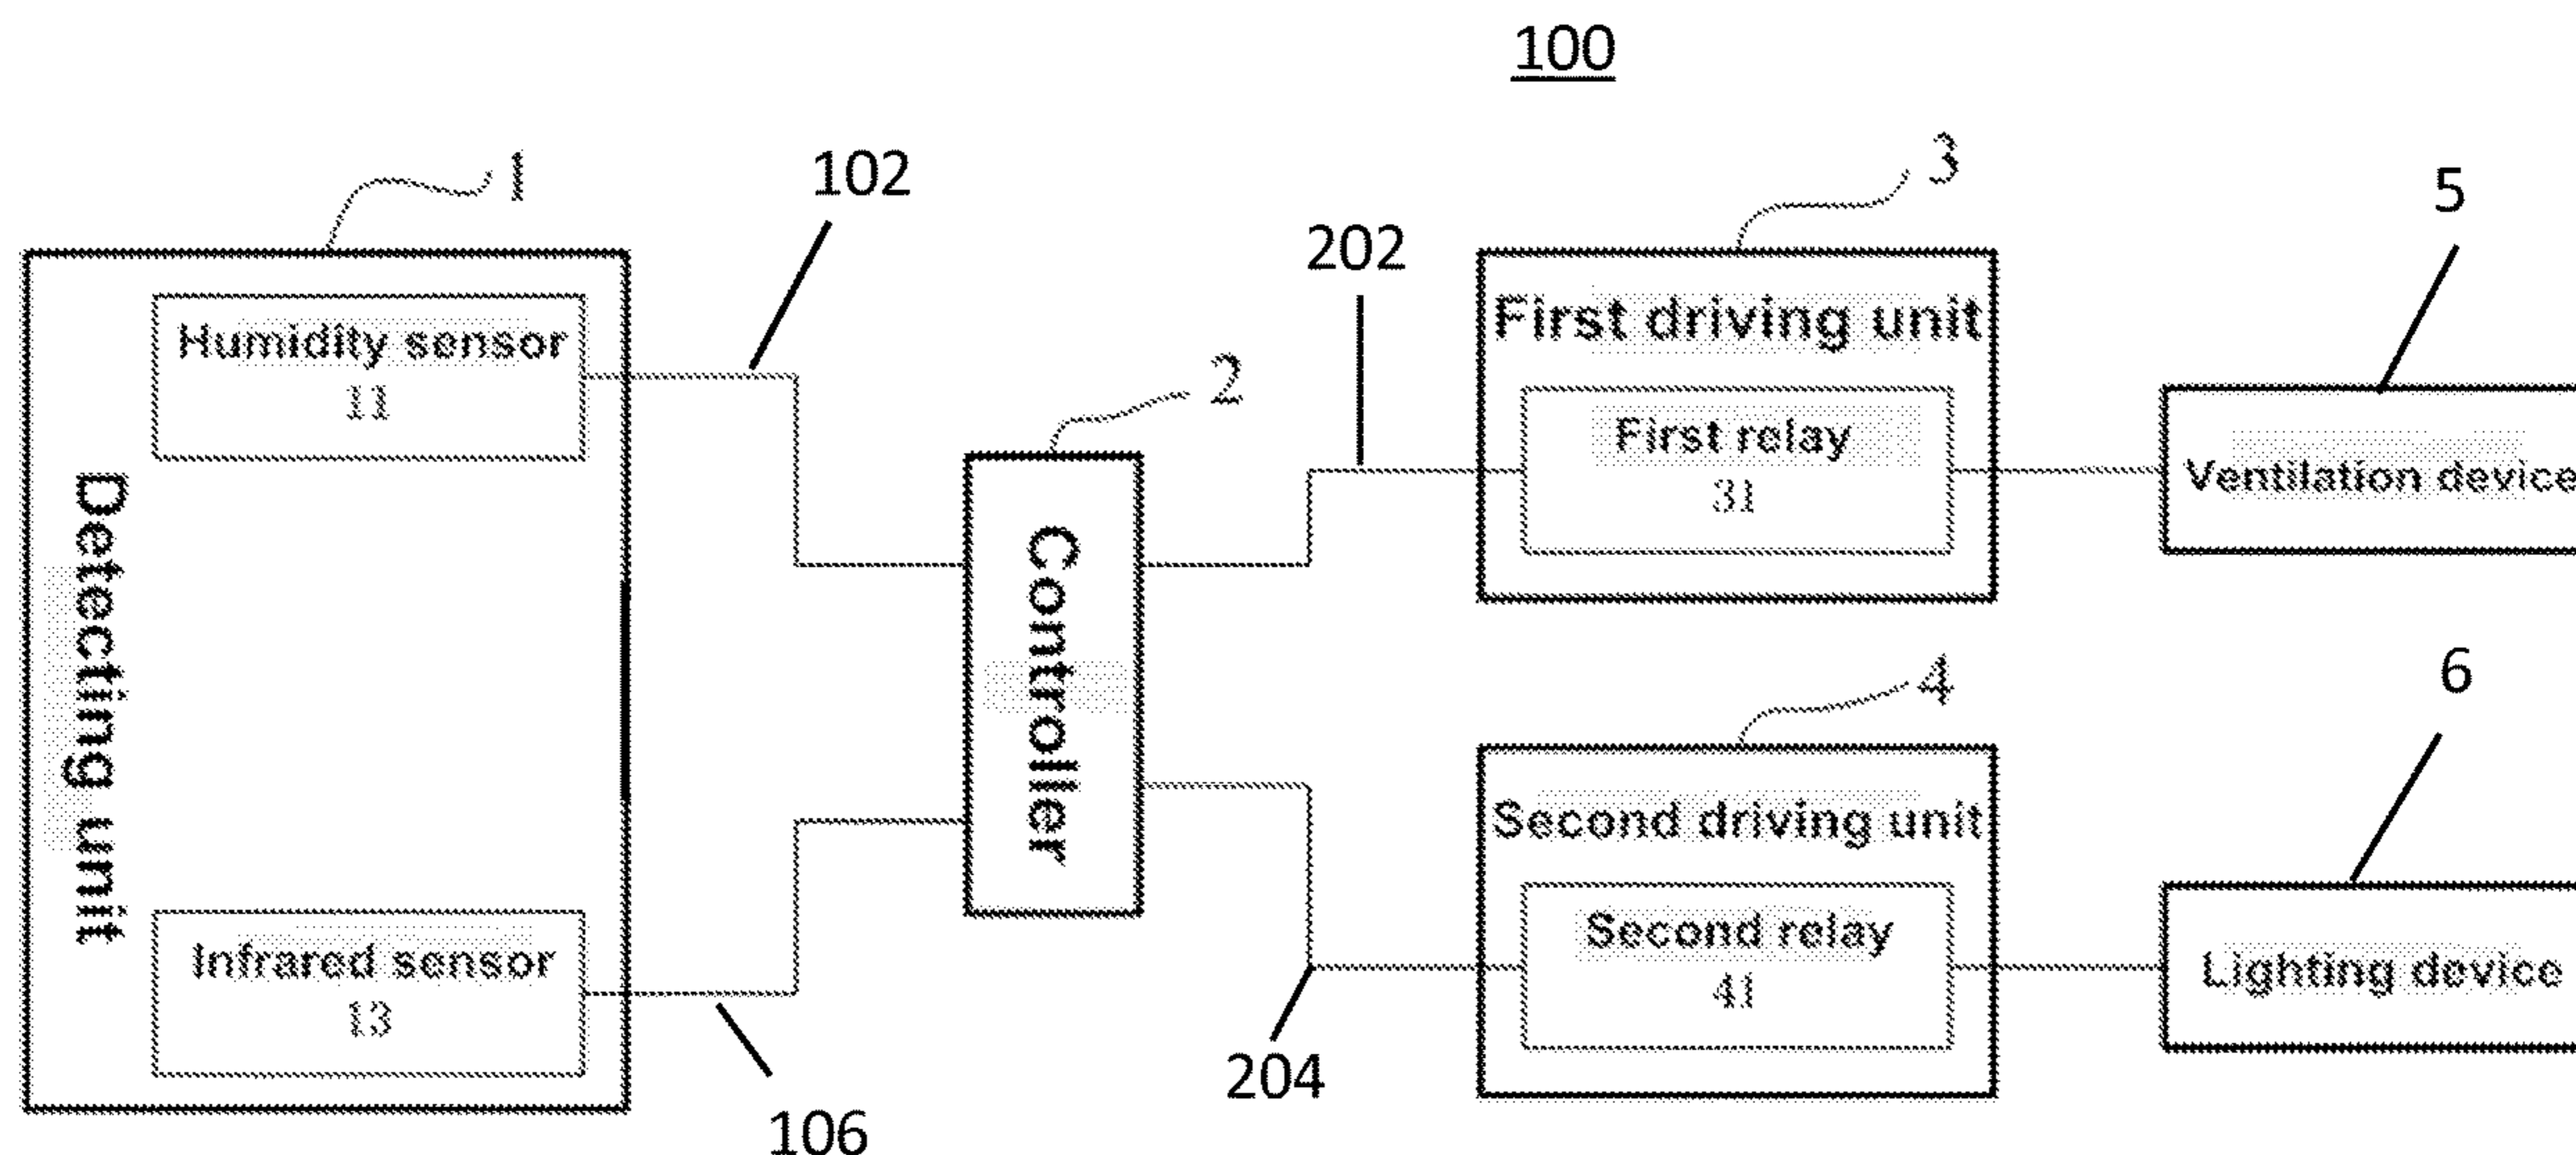 100
1
102
3
5
202
Humidity sensor
11
First driving unit
2
First relay
31
Ventilation device
Detecting unit
Controller
4
6
Second driving unit
Infrared sensor
13
Second relay
41
Lighting device
204
106